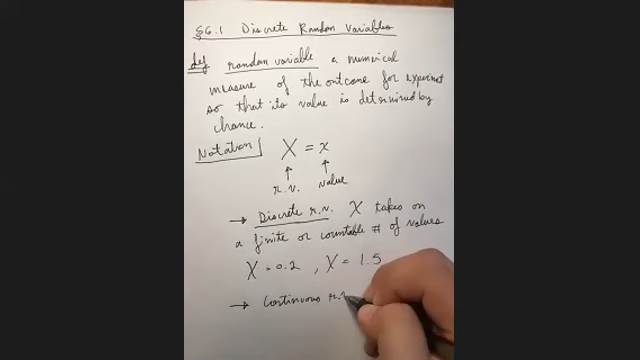 §6.1 Discrete Random Variables
def random variable a numerical
measure of the outcome for experiment
so that its value is determined by
chance.
Notation X = x
r.v. value
→ Discrete r.v. X takes on
a finite or countable # of values
X = 0.2 , X = 1.5
→ Continuous r.v